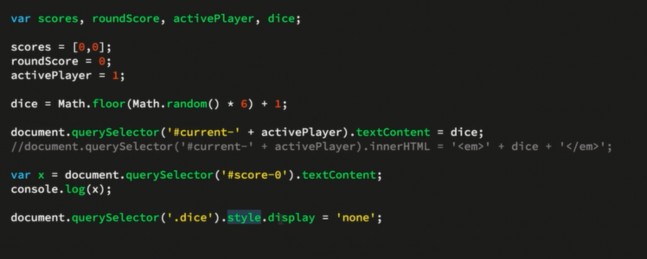 var scores, roundScore, activePlayer, dice;
scores = [0,0];
roundScore = 0;
activePlayer = 1;
dice = Math.floor(Math.random() * 6) + 1;
document.querySelector('#current-' + activePlayer).textContent = dice;
//document.querySelector('#current-' + activePlayer).innerHTML = '<em>' + dice + '</em>';
var x = document.querySelector('#score-0').textContent;
console.log(x);
document.querySelector('.dice').style.display = 'none';